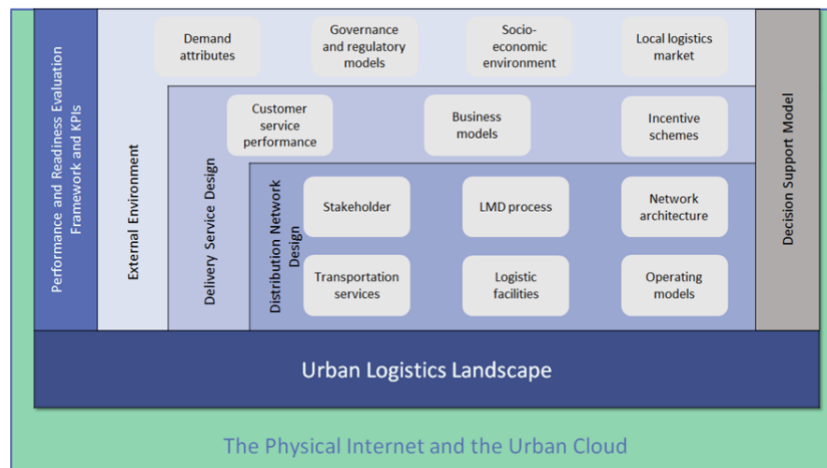 Performance and Readiness Evaluation
Framework and KPIs
External Environment
Demand
attributes
Governance
and regulatory
models
Socio-
economic
environment
Local logistics
market
Delivery Service Design
Customer
service
performance
Business
models
Incentive
schemes
Distribution Network
Design
Stakeholder
LMD process
Network
architecture
Transportation
services
Logistic
facilities
Operating
models
Decision Support Model
Urban Logistics Landscape
The Physical Internet and the Urban Cloud